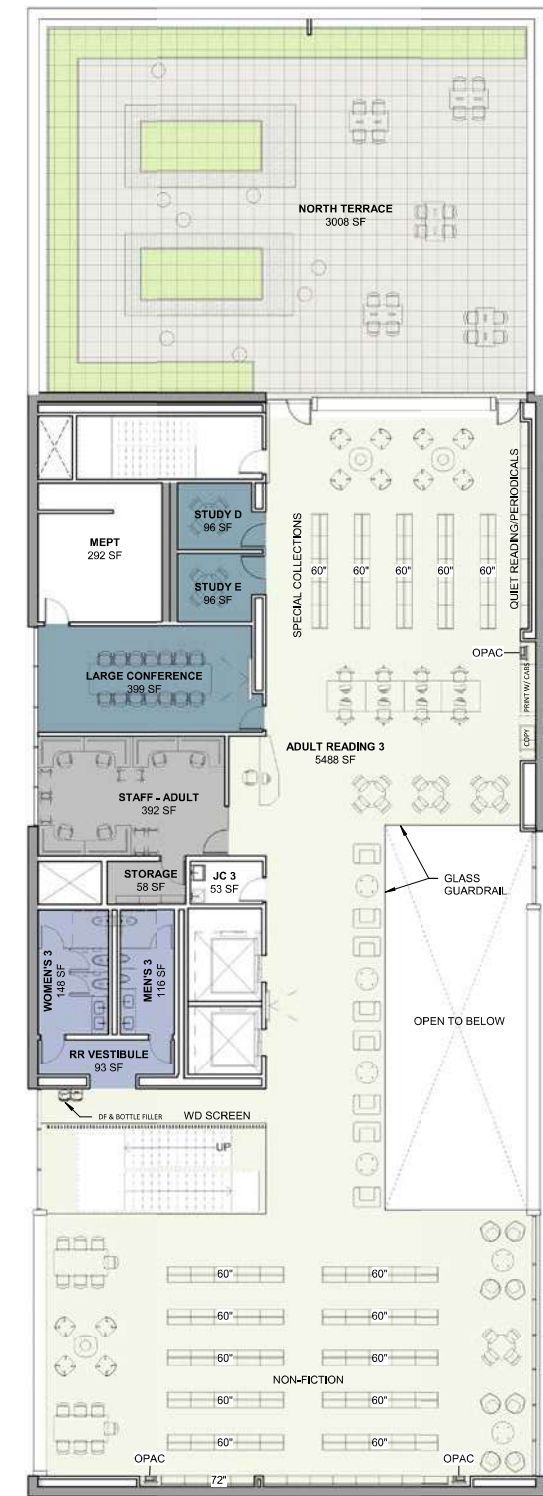 NORTH TERRACE
3008 SF
STUDY D
96 SF
MEPT
292 SF
STUDY E
96 SF
SPECIAL COLLECTIONS
60"
60"
60"
60"
60"
QUIET READING/PERIODICALS
OPAC
PRINT W/ CABS
COPY
LARGE CONFERENCE
399 SF
ADULT READING 3
5488 SF
STAFF - ADULT
392 SF
STORAGE
58 SF
JC 3
53 SF
GLASS
GUARDRAIL
WOMEN'S 3
148 SF
MEN'S 3
116 SF
OPEN TO BELOW
RR VESTIBULE
93 SF
DF & BOTTLE FILLER
WD SCREEN
UP
60"
60"
60"
60"
60"
60"
NON-FICTION
60"
60"
60"
60"
OPAC
OPAC
72"